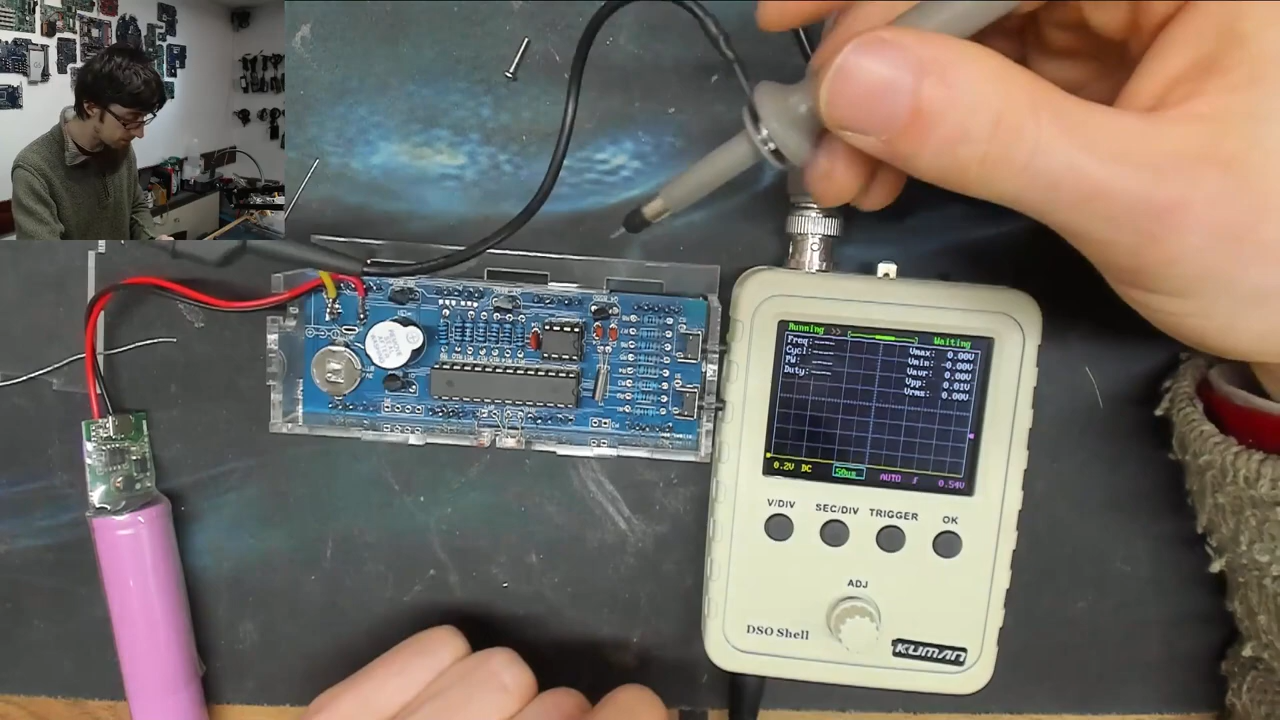 Running >> Waiting
Freq:
Cycl:
PW:
Duty:
Vmax: 0.00V
Vmin: -0.00V
Vavr: 0.00V
Vpp: 0.01V
Vrms: 0.00V
0.2V DC 50us AUTO 0.54V
V/DIV SEC/DIV TRIGGER OK
ADJ
DSO Shell
KUMAN